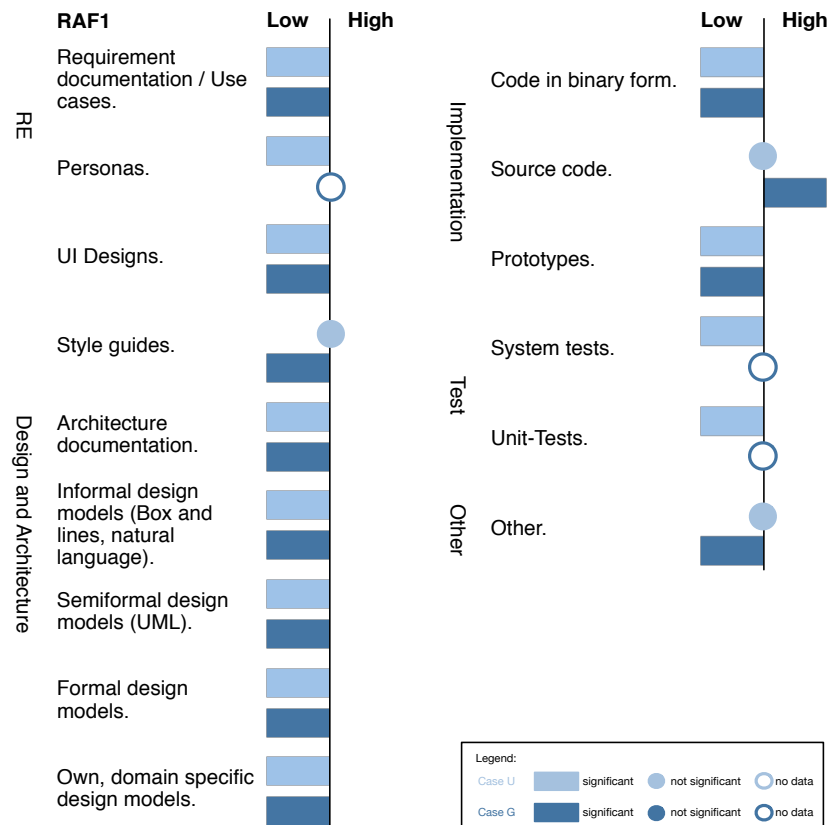 RAF1 Low High
RE
Requirement
documentation / Use
cases.
Personas.
UI Designs.
Design and Architecture
Style guides.
Architecture
documentation.
Informal design
models (Box and
lines, natural
language).
Semiformal design
models (UML).
Formal design
models.
Own, domain specific
design models.
Low High
Implementation
Code in binary form.
Source code.
Prototypes.
Test
System tests.
Unit-Tests.
Other
Other.
Legend:
Case U significant not significant no data
Case G significant not significant no data